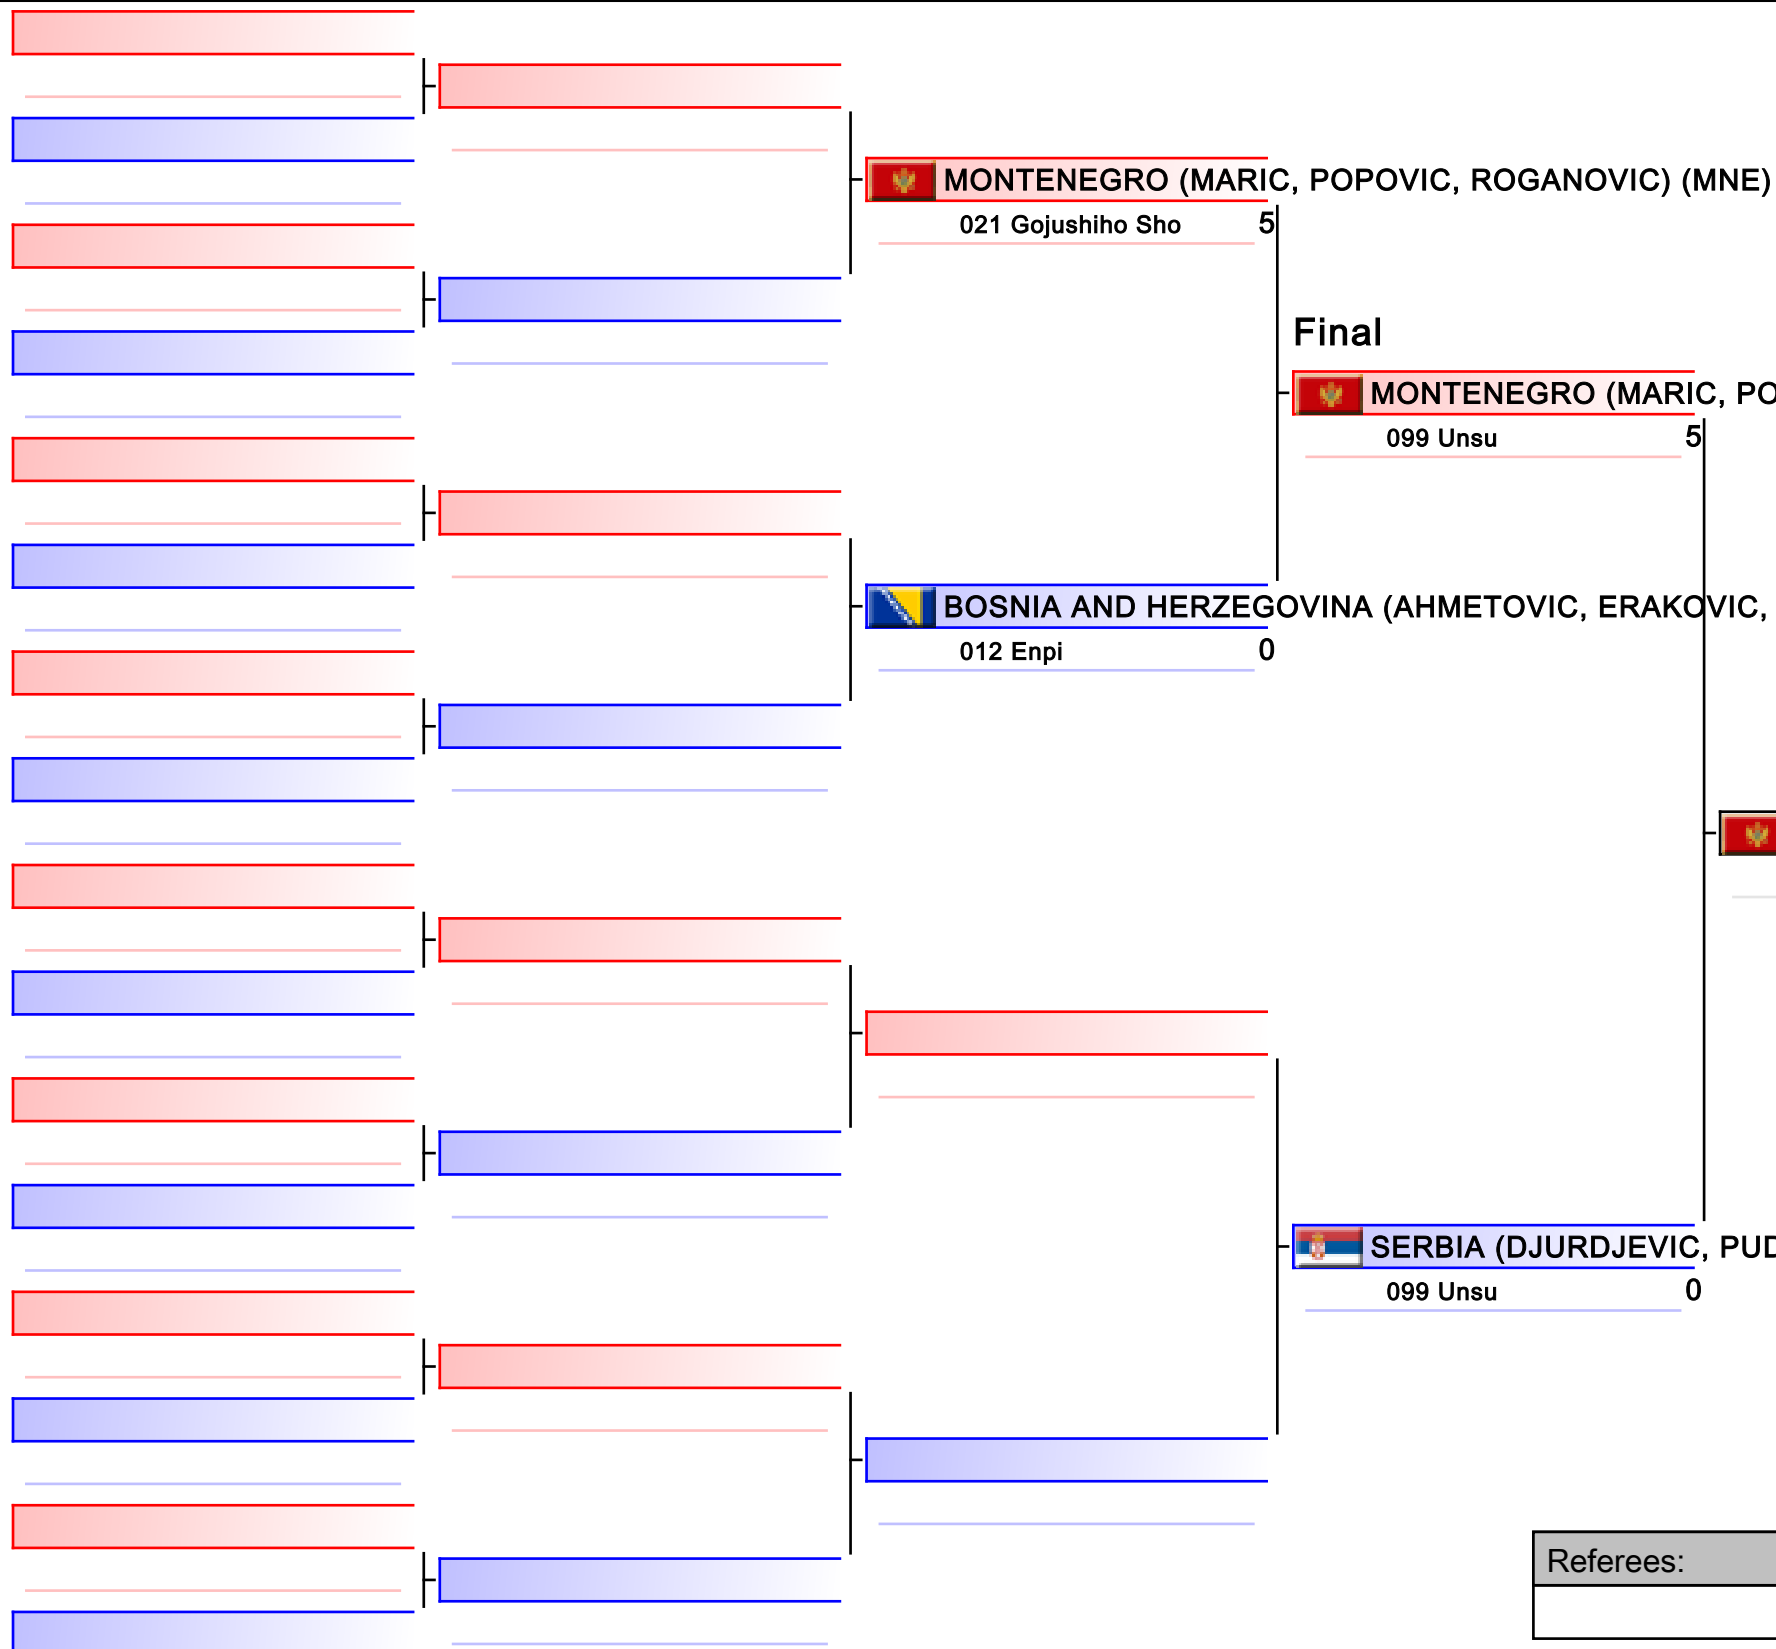 MONTENEGRO (MARIC, POPOVIC, ROGANOVIC) (MNE)
021 Gojushiho Sho 5
Final
MONTENEGRO (MARIC, PO
099 Unsu 5
BOSNIA AND HERZEGOVINA (AHMETOVIC, ERAKOVIC,
012 Enpi 0
SERBIA (DJURDJEVIC, PUD
099 Unsu 0
Referees: